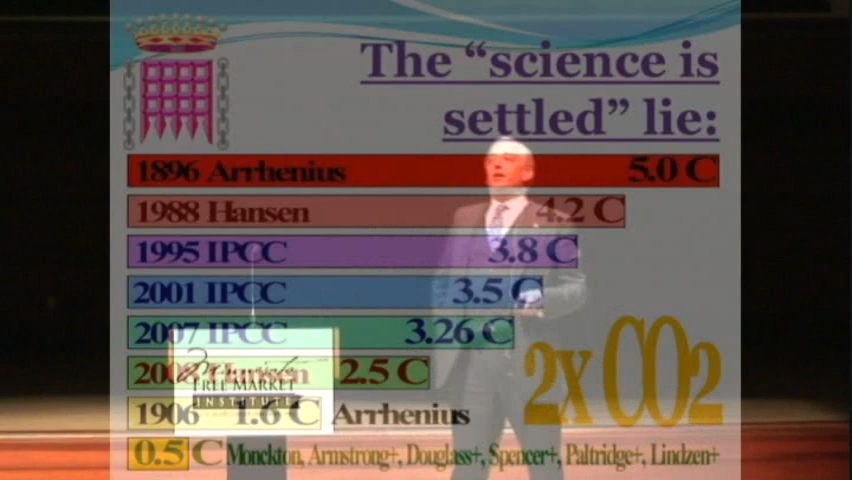 The “science is
settled” lie:
1896 Arrhenius 5.0 C
1988 Hansen 4.2 C
1995 IPCC 3.8 C
2001 IPCC 3.5 C
2007 IPCC 3.26 C
Hansen 2.5 C
1906 1.6 C Arrhenius
0.5 C Monckton, Armstrong+, Douglass+, Spencer+, Paltridge+, Lindzen+
2x CO2
FREE MARKET
INSTITUTE